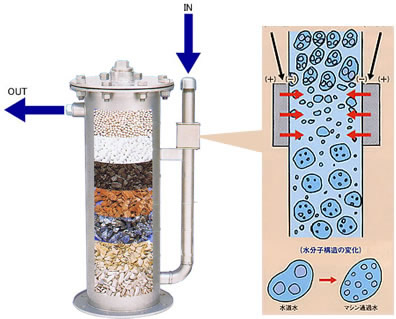 IN
OUT
(+) (-) (-) (+)
(水分子構造の変化)
水道水
マシン通過水